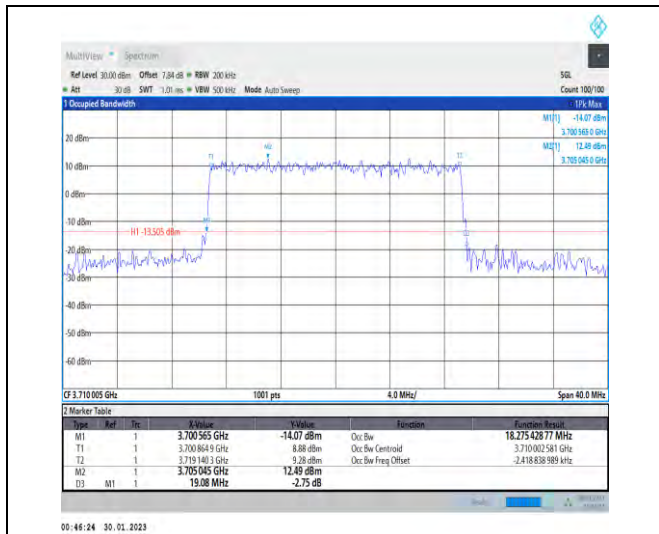 MultiView Spectrum
Ref Level 30.00 dBm Offset 7.84 dB RBW 200 kHz SGL
Att 30 dB SWT 1.01 ms VBW 500 kHz Mode Auto Sweep Count 100/100
1 Occupied Bandwidth 1Pk Max
M1[1] -14.07 dBm
3.700 565 0 GHz
M2[1] 12.49 dBm
3.705 045 0 GHz
20 dBm
M2
T1 T2
10 dBm
0 dBm
-10 dBm
M1
H1 -13.505 dBm
-20 dBm
-40 dBm
-50 dBm
-60 dBm
CF 3.710 005 GHz 1001 pts 4.0 MHz/ Span 40.0 MHz
2 Marker Table
Type Ref Trc X-Value Y-Value Function Function Result
M1 1 3.700 565 GHz -14.07 dBm Occ Bw 18.275 428 77 MHz
T1 1 3.700 864 9 GHz 8.88 dBm Occ Bw Centroid 3.710 002 581 GHz
T2 1 3.719 140 3 GHz 9.28 dBm Occ Bw Freq Offset -2.418 838 989 kHz
M2 1 3.705 045 GHz 12.49 dBm
D3 M1 1 19.08 MHz -2.75 dB
00:46:24 30.01.2023